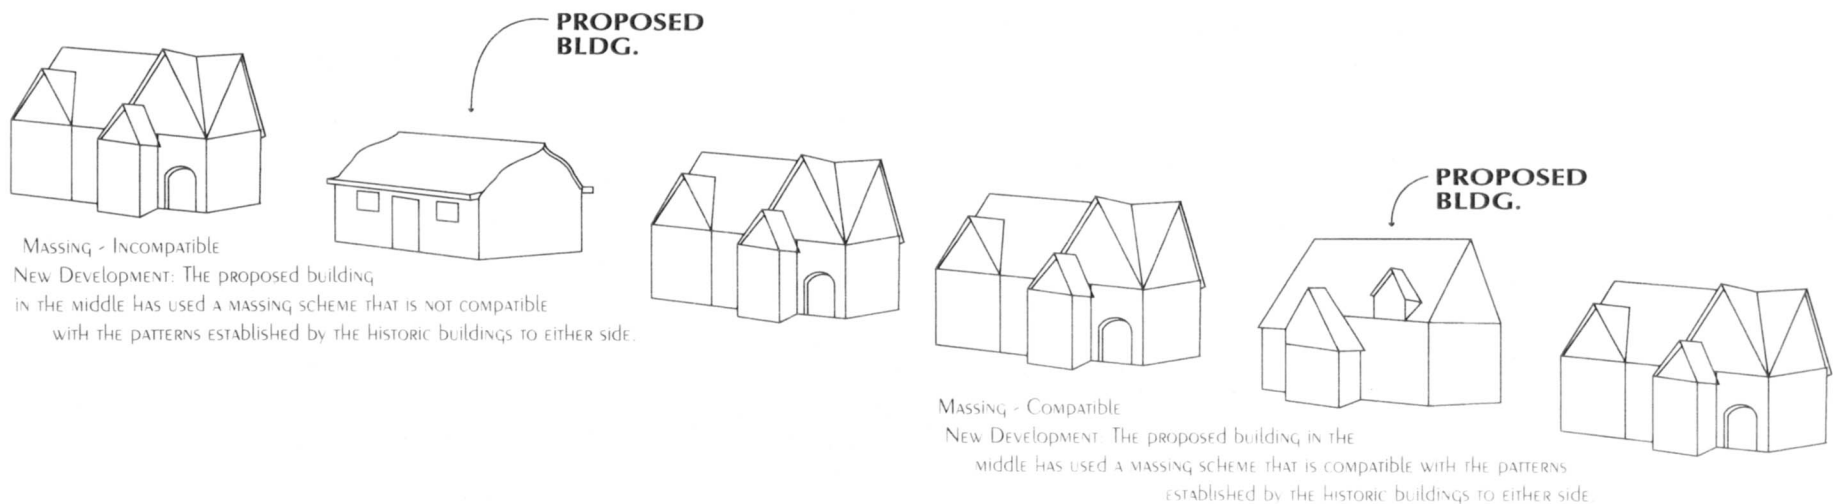 PROPOSED
BLDG.
Massing - Incompatible
New Development: The proposed building
in the middle has used a massing scheme that is not compatible
with the patterns established by the historic buildings to either side.
PROPOSED
BLDG.
Massing - Compatible
New Development The proposed building in the
middle has used a massing scheme that is compatible with the patterns
established by the historic buildings to either side.